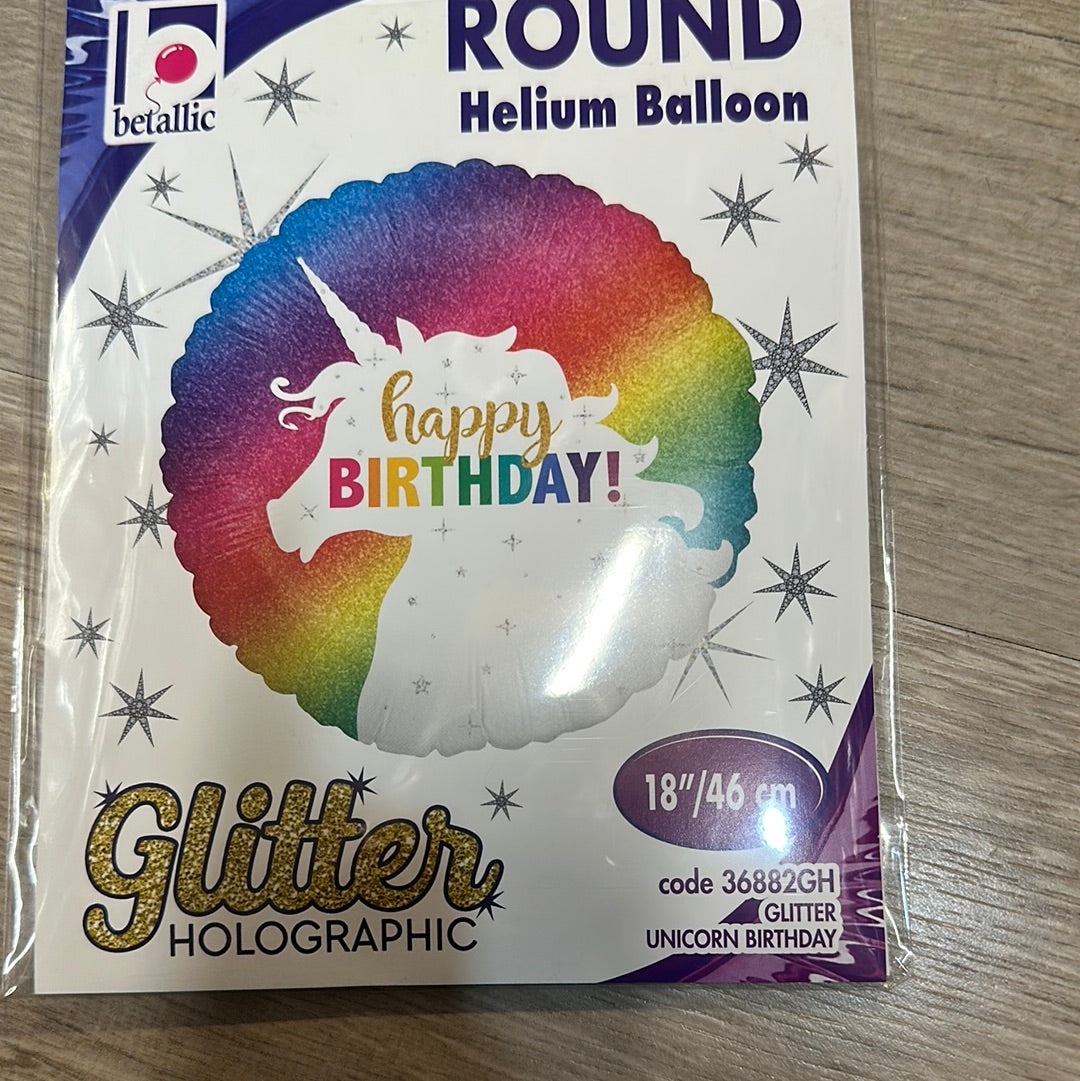 betallic
ROUND
Helium Balloon
happy
BIRTHDAY!
18"/46 cm
Glitter
HOLOGRAPHIC
code 36882GH
GLITTER
UNICORN BIRTHDAY